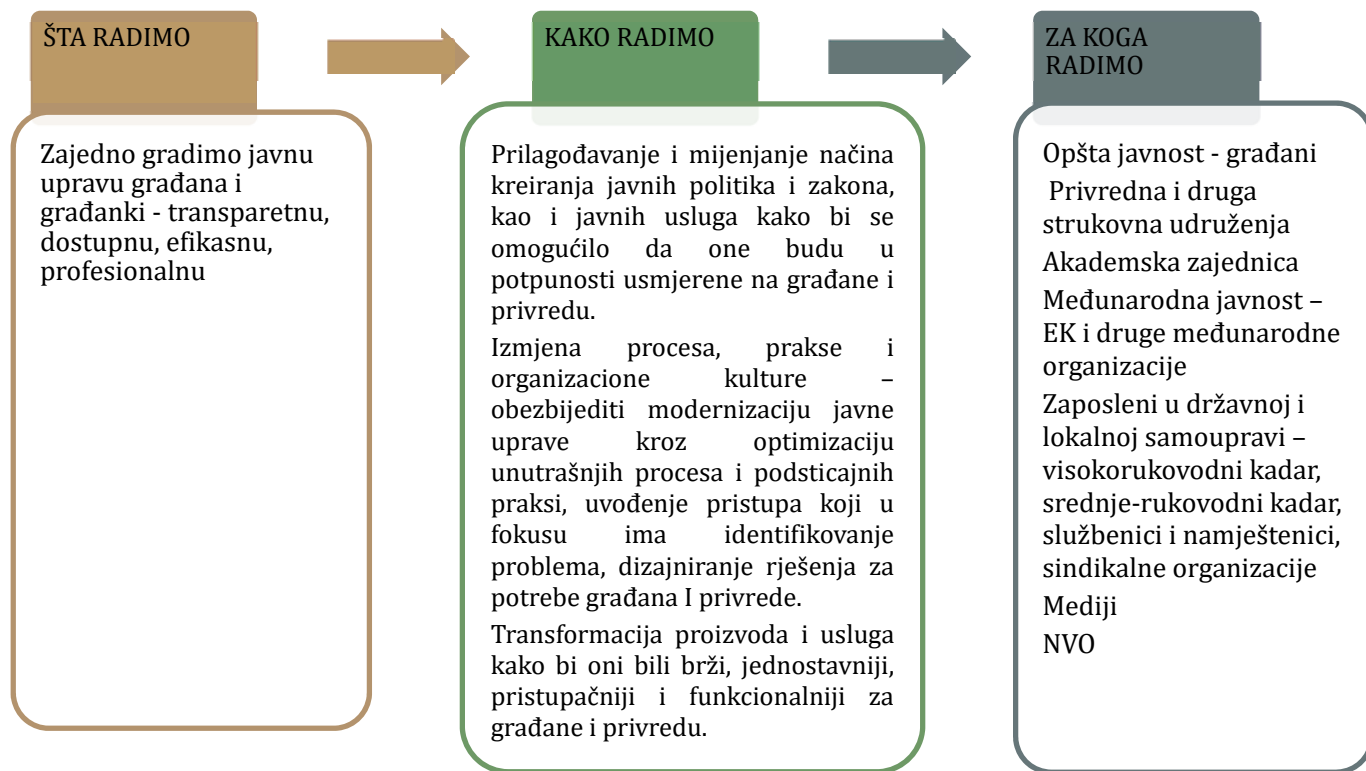 ŠTA RADIMO
Zajedno gradimo javnu
upravu građana i
građanki - transparetnu,
dostupnu, efikasnu,
profesionalnu
KAKO RADIMO
Prilagođavanje i mijenjanje načina
kreiranja javnih politika i zakona,
kao i javnih usluga kako bi se
omogućilo da one budu u
potpunosti usmjerene na građane i
privredu.
Izmjena procesa, prakse i
organizacione kulture –
obezbijediti modernizaciju javne
uprave kroz optimizaciju
unutrašnjih procesa i podsticajnih
praksi, uvođenje pristupa koji u
fokusu ima identifikovanje
problema, dizajniranje rješenja za
potrebe građana I privrede.
Transformacija proizvoda i usluga
kako bi oni bili brži, jednostavniji,
pristupačniji i funkcionalniji za
građane i privredu.
ZA KOGA
RADIMO
Opšta javnost - građani
Privredna i druga
strukovna udruženja
Akademska zajednica
Međunarodna javnost –
EK i druge međunarodne
organizacije
Zaposleni u državnoj i
lokalnoj samoupravi –
visokorukovodni kadar,
srednje-rukovodni kadar,
službenici i namještenici,
sindikalne organizacije
Mediji
NVO